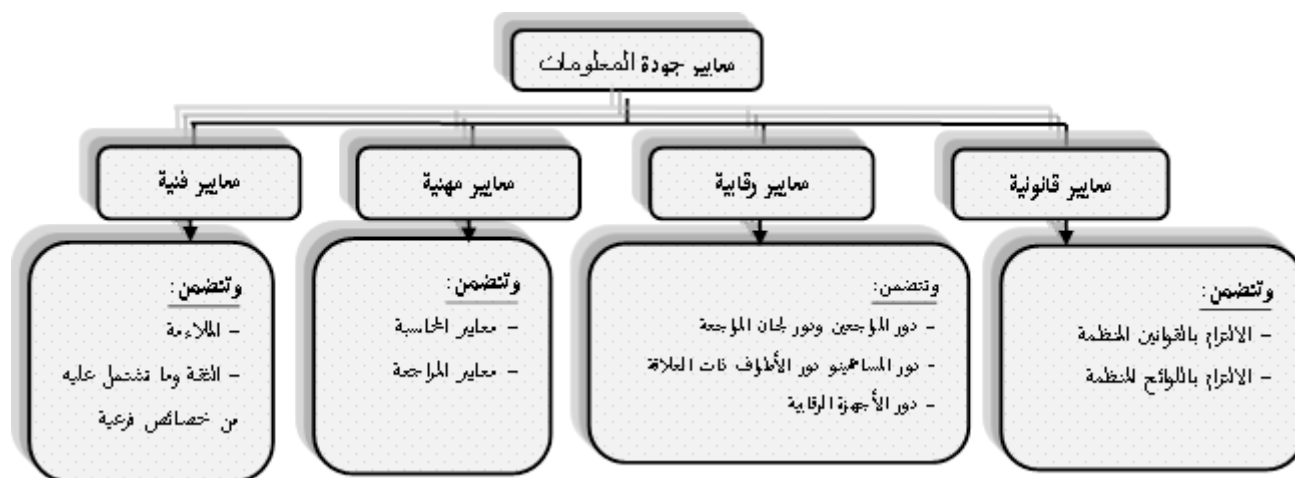 معايير جودة المعلومات
معايير قانونية
معايير رقابية
معايير مهنية
معايير فنية
وتتضمن:
- الالتزام بالقوانين المنظمة
- الالتزام باللوائح المنظمة
وتتضمن:
- دور المراجعين ودور لجان المراجعة
- دور المساهمينو دور الأطراف ذات العلاقة
- دور الأجهزة الرقابية
وتتضمن:
- معايير المحاسبة
- معايير المراجعة
وتتضمن:
- الملاءمة
- الثقة وما تشتمل عليه
من خصائص فرعية